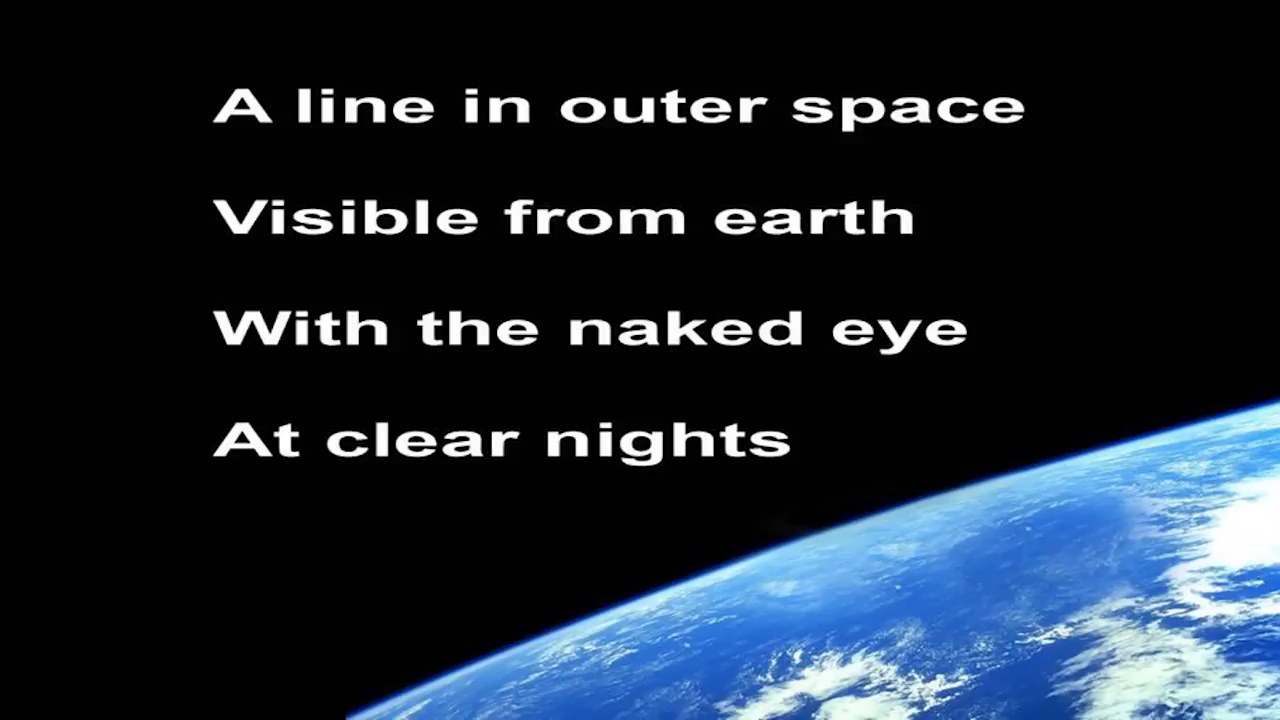 A line in outer space
Visible from earth
With the naked eye
At clear nights